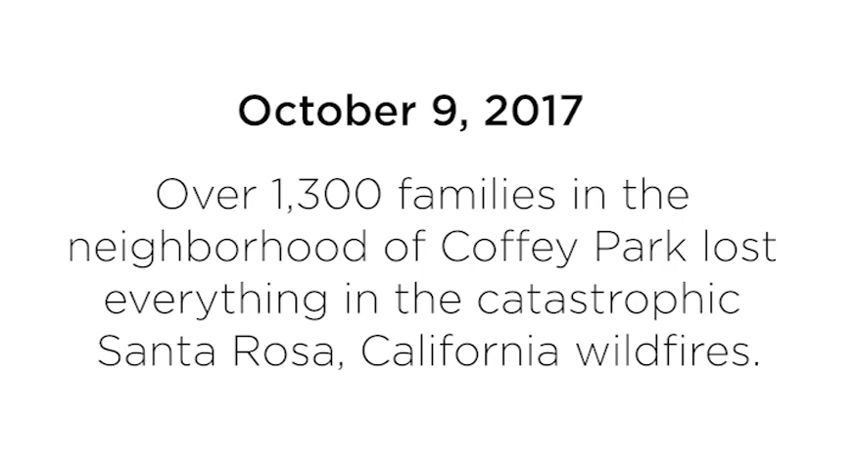 October 9, 2017
Over 1,300 families in the
neighborhood of Coffey Park lost
everything in the catastrophic
Santa Rosa, California wildfires.